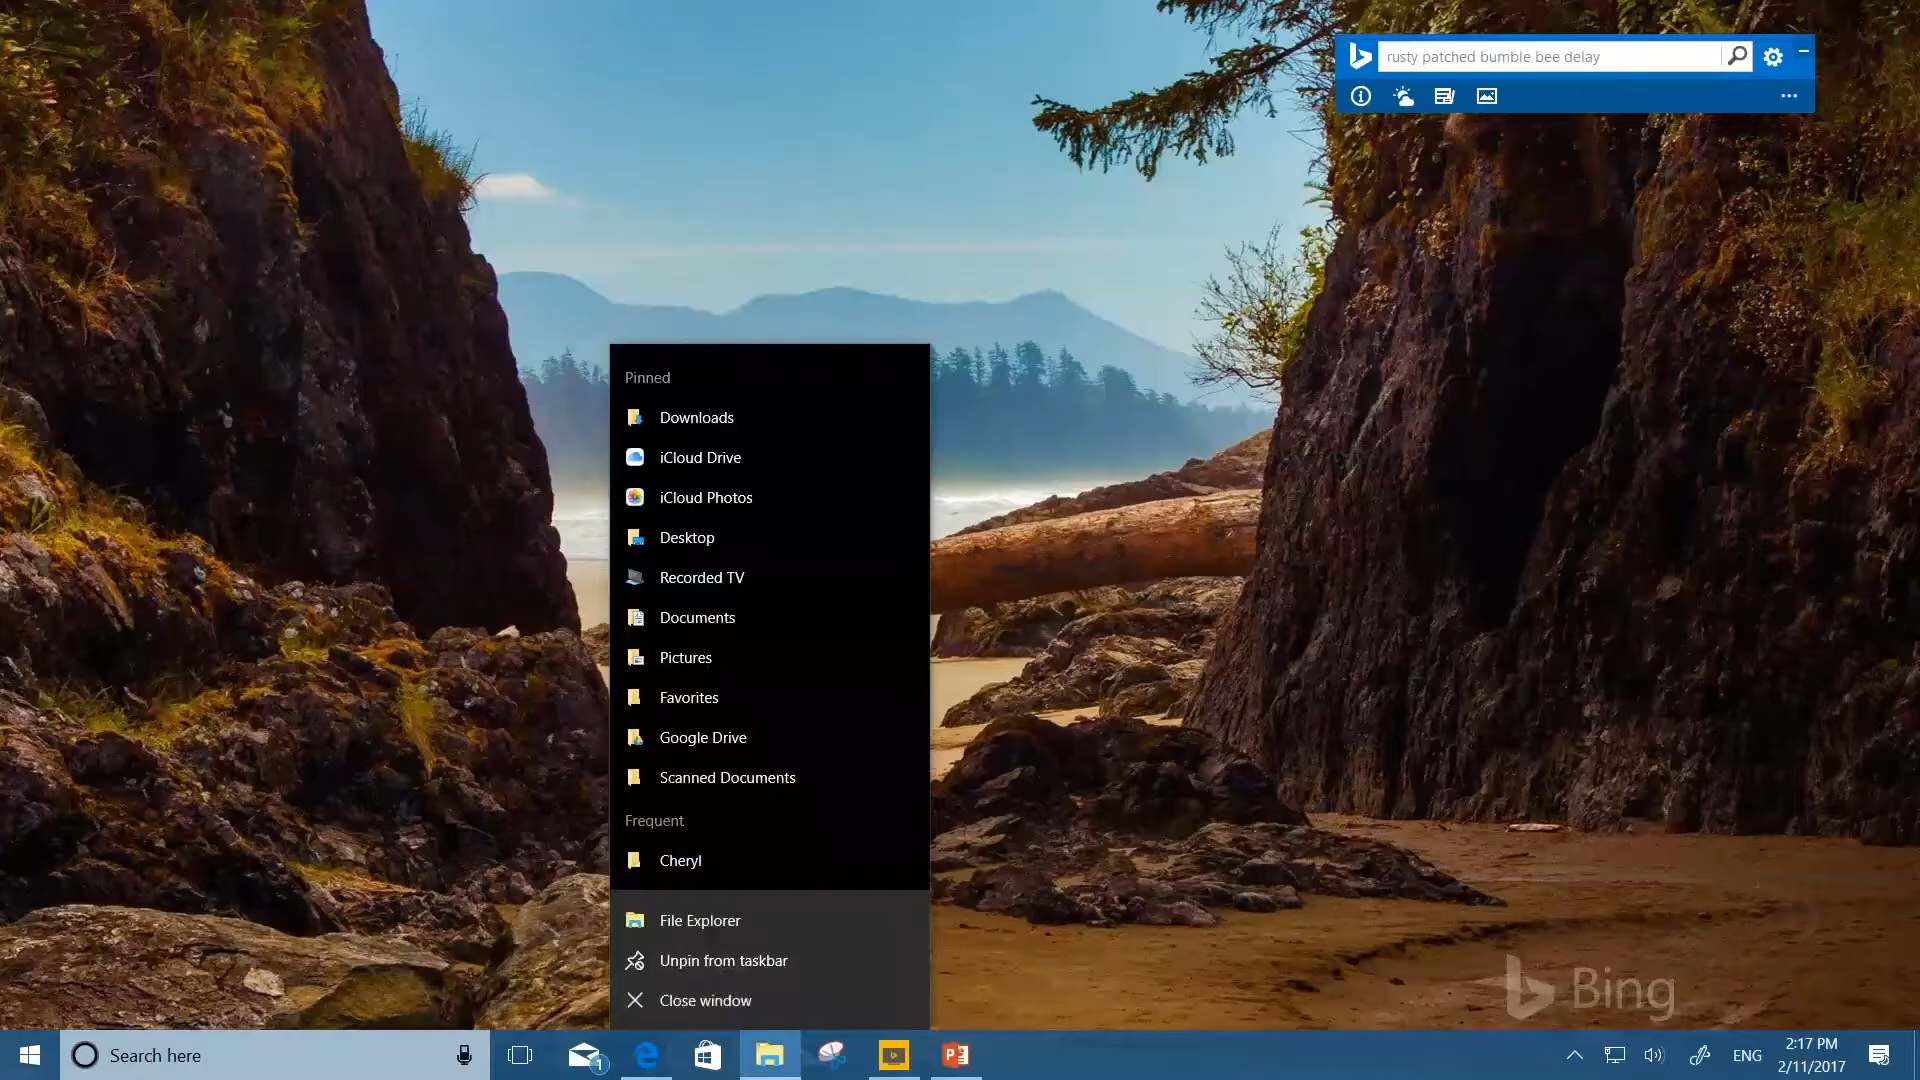 rusty patched bumble bee delay
Pinned
Downloads
iCloud Drive
iCloud Photos
Desktop
Recorded TV
Documents
Pictures
Favorites
Google Drive
Scanned Documents
Frequent
Cheryl
File Explorer
Unpin from taskbar
Close window
Bing
Search here
1
ENG
2:17 PM
2/11/2017